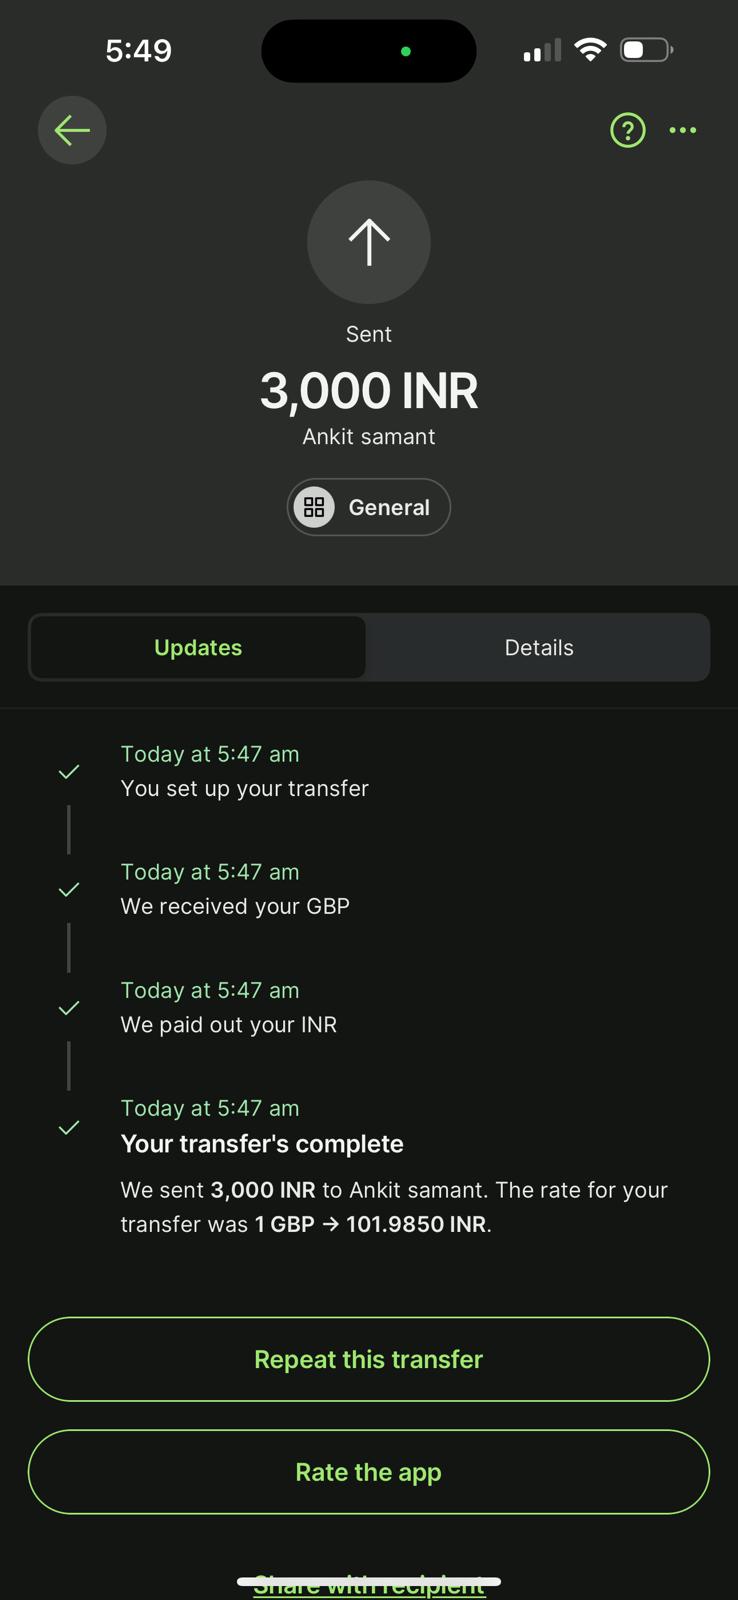 5:49
?
Sent
3,000 INR
Ankit samant
General
Updates
Details
Today at 5:47 am
You set up your transfer
Today at 5:47 am
We received your GBP
Today at 5:47 am
We paid out your INR
Today at 5:47 am
Your transfer's complete
We sent 3,000 INR to Ankit samant. The rate for your
transfer was 1 GBP → 101.9850 INR.
Repeat this transfer
Rate the app
Share with recipient